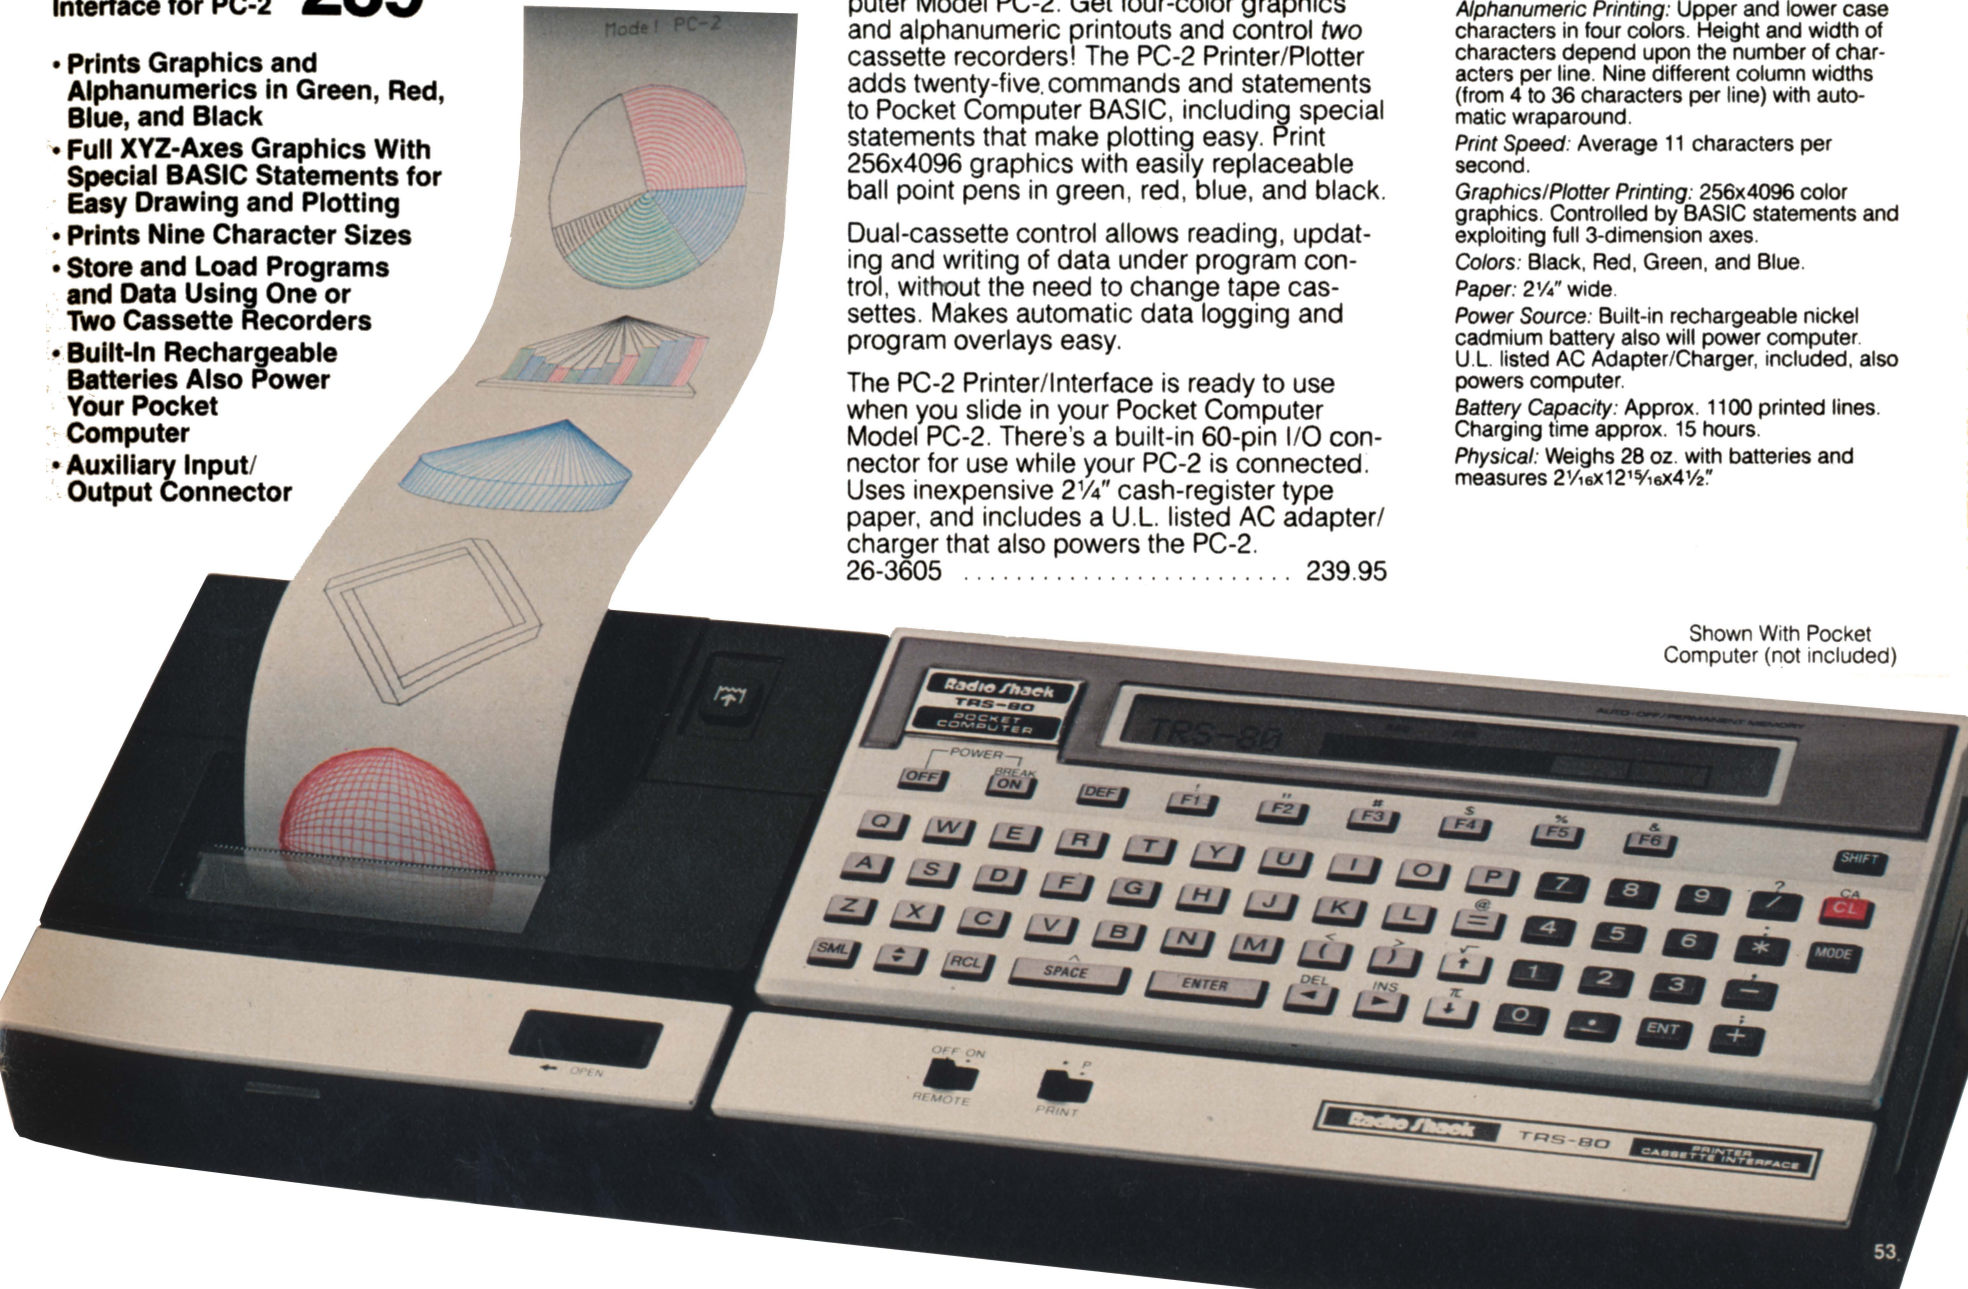 Interface for PC-2
• Prints Graphics and
Alphanumerics in Green, Red,
Blue, and Black
• Full XYZ-Axes Graphics With
Special BASIC Statements for
Easy Drawing and Plotting
• Prints Nine Character Sizes
• Store and Load Programs
and Data Using One or
Two Cassette Recorders
• Built-In Rechargeable
Batteries Also Power
Your Pocket
Computer
• Auxiliary Input/
Output Connector
Model PC-2
puter Model PC-2. Get four-color graphics
and alphanumeric printouts and control two
cassette recorders! The PC-2 Printer/Plotter
adds twenty-five commands and statements
to Pocket Computer BASIC, including special
statements that make plotting easy. Print
256x4096 graphics with easily replaceable
ball point pens in green, red, blue, and black.
Dual-cassette control allows reading, updat-
ing and writing of data under program con-
trol, without the need to change tape cas-
settes. Makes automatic data logging and
program overlays easy.
The PC-2 Printer/Interface is ready to use
when you slide in your Pocket Computer
Model PC-2. There's a built-in 60-pin I/O con-
nector for use while your PC-2 is connected.
Uses inexpensive 2¼" cash-register type
paper, and includes a U.L. listed AC adapter/
charger that also powers the PC-2.
26-3605 ......................... 239.95
Alphanumeric Printing: Upper and lower case
characters in four colors. Height and width of
characters depend upon the number of char-
acters per line. Nine different column widths
(from 4 to 36 characters per line) with auto-
matic wraparound.
Print Speed: Average 11 characters per
second.
Graphics/Plotter Printing: 256x4096 color
graphics. Controlled by BASIC statements and
exploiting full 3-dimension axes.
Colors: Black, Red, Green, and Blue.
Paper: 2¼" wide.
Power Source: Built-in rechargeable nickel
cadmium battery also will power computer.
U.L. listed AC Adapter/Charger, included, also
powers computer.
Battery Capacity: Approx. 1100 printed lines.
Charging time approx. 15 hours.
Physical: Weighs 28 oz. with batteries and
measures 2¹⁄₁₆x12¹⁵⁄₁₆x4½"
Shown With Pocket
Computer (not included)
Radio Shack
TRS-80
POCKET
COMPUTER
AUTO-OFF/PERMANENT MEMORY
TRS-80
POWER
BREAK
OFF ON DEF F1 F2 F3 F4 F5 F6
! " # $ % &
SHIFT
Q W E R T Y U I O P 7 8 9 /
?
CA
CL
A S D F G H J K L = 4 5 6 *
@ :
MODE
Z X C V B N M ( ) ↑ 1 2 3 −
< > √ ,
SML ⬍ RCL SPACE ENTER ◄ ► ↓ 0 . ENT +
^ DEL INS π ;
← OPEN
OFF ON
REMOTE
• P
PRINT
Radio Shack TRS-80 PRINTER
CASSETTE INTERFACE
53